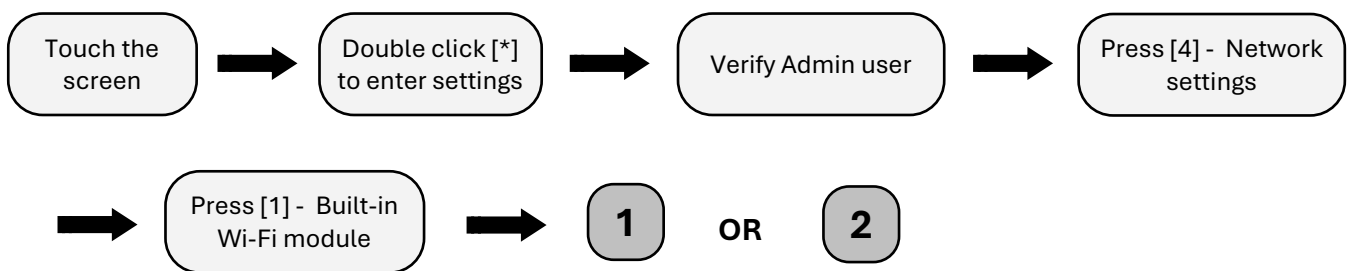 Touch the
screen
Double click [*]
to enter settings
Verify Admin user
Press [4] - Network
settings
Press [1] - Built-in
Wi-Fi module
1
OR
2